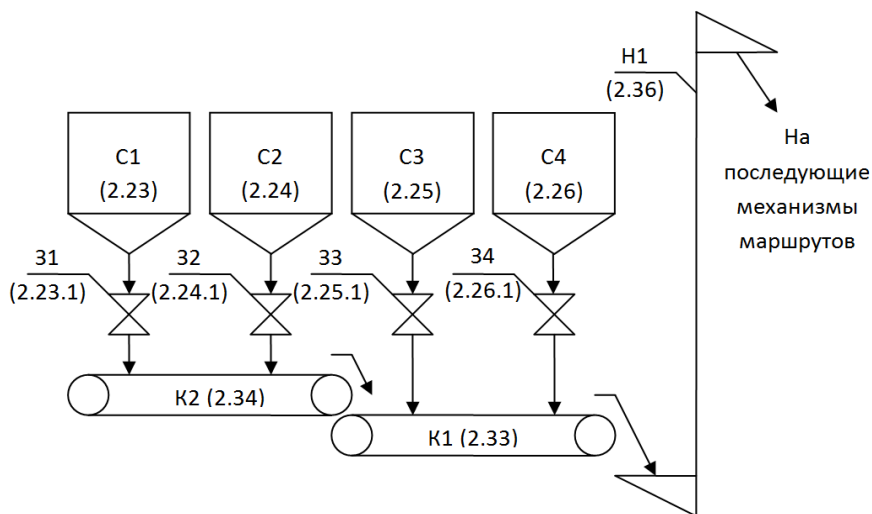 Н1
(2.36)
На
последующие
механизмы
маршрутов
С1
(2.23)
С2
(2.24)
С3
(2.25)
С4
(2.26)
З1
(2.23.1)
З2
(2.24.1)
З3
(2.25.1)
З4
(2.26.1)
К2 (2.34)
К1 (2.33)